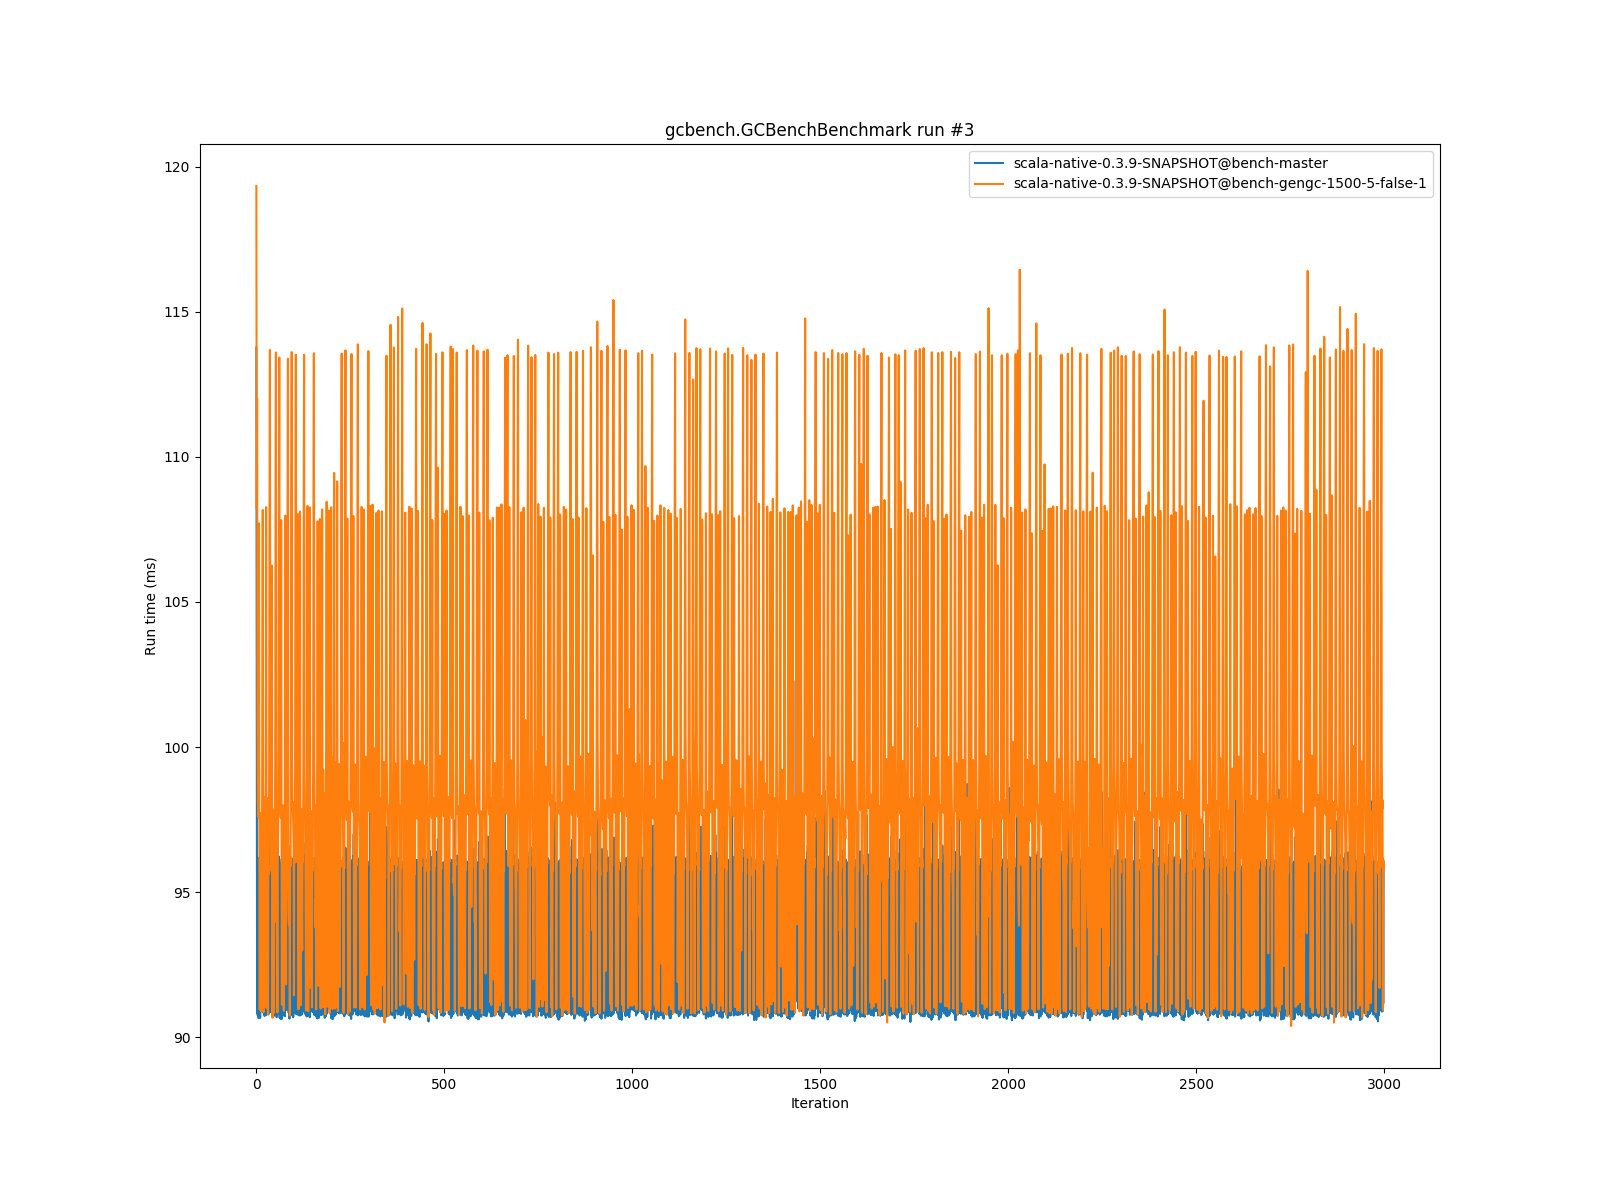 gcbench.GCBenchBenchmark run #3
scala-native-0.3.9-SNAPSHOT@bench-master
scala-native-0.3.9-SNAPSHOT@bench-gengc-1500-5-false-1
120
115
110
105
100
95
90
Run time (ms)
0 500 1000 1500 2000 2500 3000
Iteration